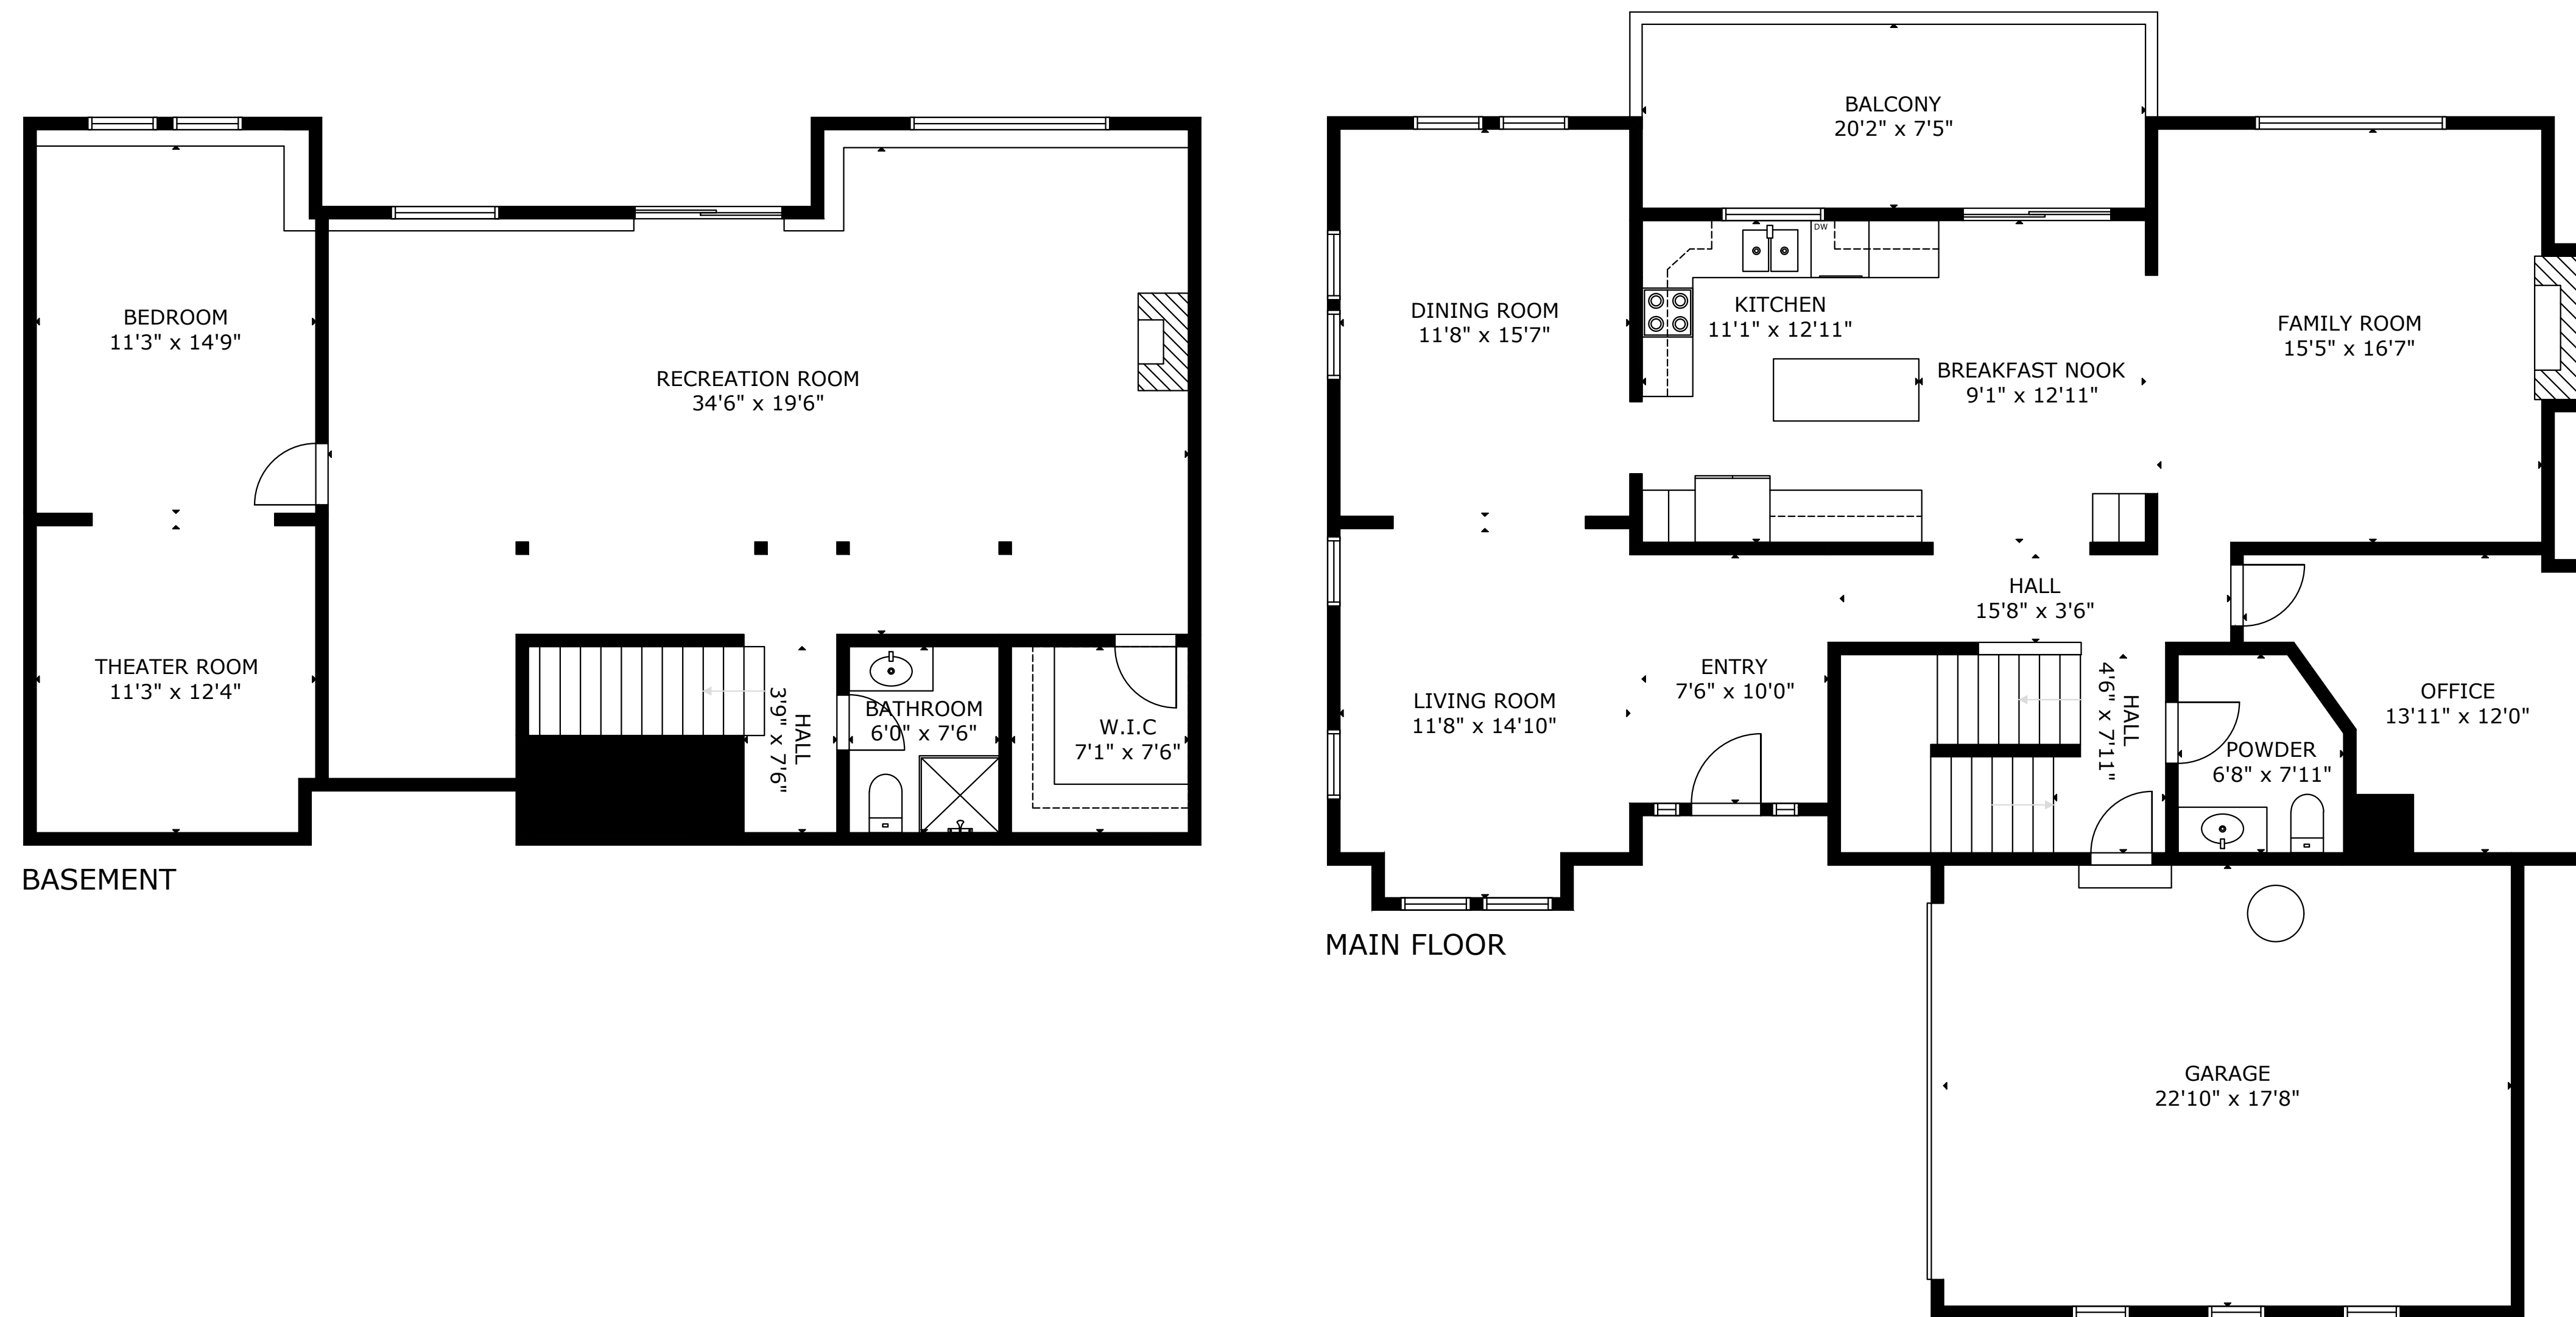 BEDROOM
11'3" x 14'9"
RECREATION ROOM
34'6" x 19'6"
THEATER ROOM
11'3" x 12'4"
HALL
3'9" x 7'6"
BATHROOM
6'0" x 7'6"
W.I.C
7'1" x 7'6"
BASEMENT
BALCONY
20'2" x 7'5"
DW
DINING ROOM
11'8" x 15'7"
KITCHEN
11'1" x 12'11"
BREAKFAST NOOK
9'1" x 12'11"
FAMILY ROOM
15'5" x 16'7"
HALL
15'8" x 3'6"
LIVING ROOM
11'8" x 14'10"
ENTRY
7'6" x 10'0"
HALL
4'6" x 7'11"
POWDER
6'8" x 7'11"
OFFICE
13'11" x 12'0"
MAIN FLOOR
GARAGE
22'10" x 17'8"